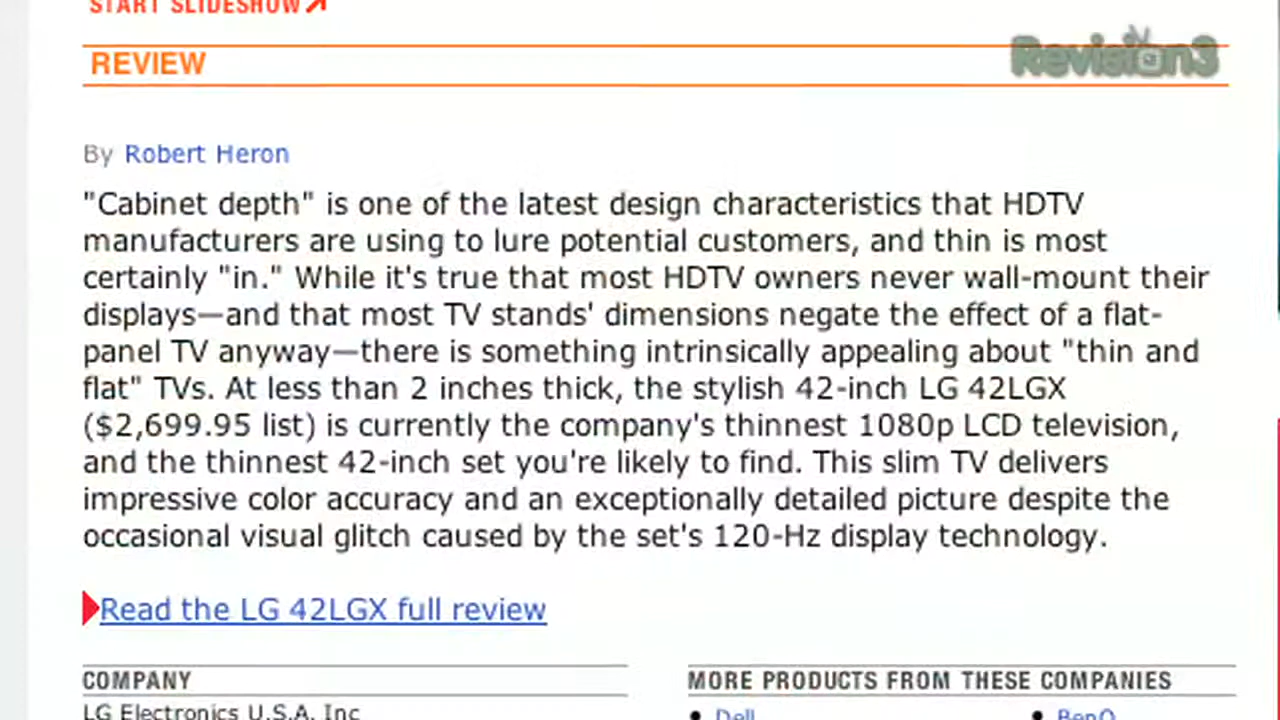 START SLIDESHOW
REVIEW
Revision3
By Robert Heron
"Cabinet depth" is one of the latest design characteristics that HDTV
manufacturers are using to lure potential customers, and thin is most
certainly "in." While it's true that most HDTV owners never wall-mount their
displays—and that most TV stands' dimensions negate the effect of a flat-
panel TV anyway—there is something intrinsically appealing about "thin and
flat" TVs. At less than 2 inches thick, the stylish 42-inch LG 42LGX
($2,699.95 list) is currently the company's thinnest 1080p LCD television,
and the thinnest 42-inch set you're likely to find. This slim TV delivers
impressive color accuracy and an exceptionally detailed picture despite the
occasional visual glitch caused by the set's 120-Hz display technology.
Read the LG 42LGX full review
COMPANY
MORE PRODUCTS FROM THESE COMPANIES
LG Electronics U.S.A. Inc
• Dell
• BenQ